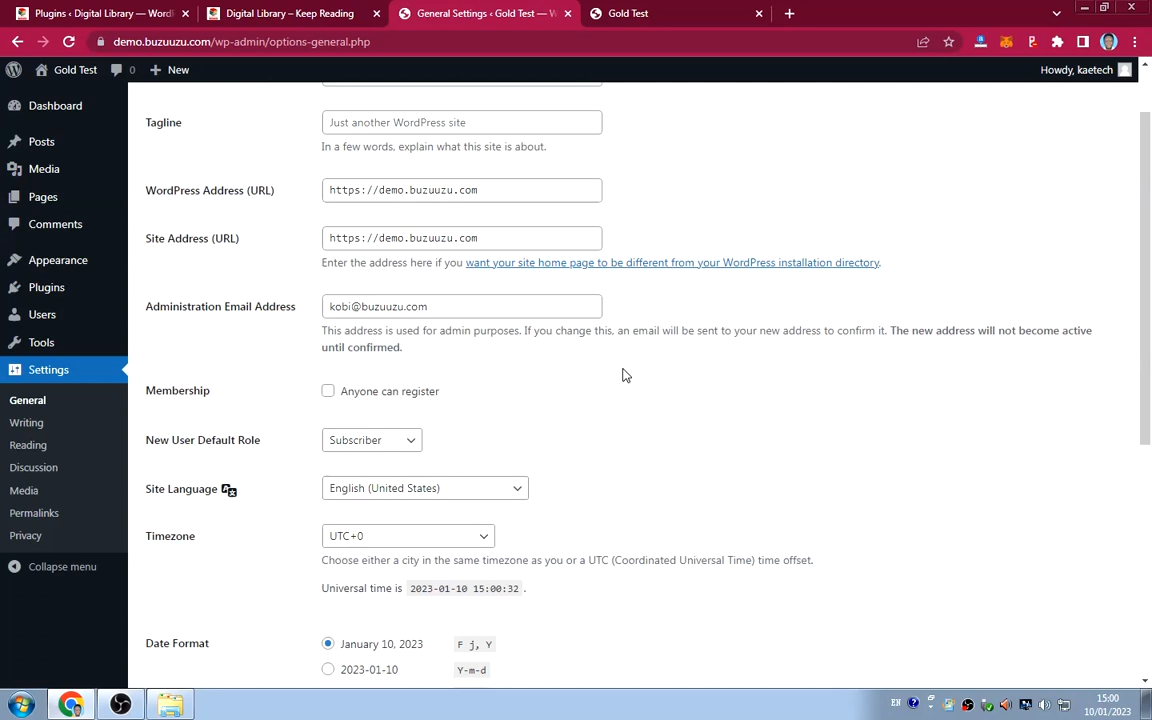 Plugins ‹ Digital Library — Word
Digital Library – Keep Reading
General Settings ‹ Gold Test — W
Gold Test
demo.buzuuzu.com/wp-admin/options-general.php
Gold Test
0
New
Howdy, kaetech
Dashboard
Posts
Media
Pages
Comments
Appearance
Plugins
Users
Tools
Settings
General
Writing
Reading
Discussion
Media
Permalinks
Privacy
Collapse menu
Tagline
Just another WordPress site
In a few words, explain what this site is about.
WordPress Address (URL)
https://demo.buzuuzu.com
Site Address (URL)
https://demo.buzuuzu.com
Enter the address here if you want your site home page to be different from your WordPress installation directory.
Administration Email Address
kobi@buzuuzu.com
This address is used for admin purposes. If you change this, an email will be sent to your new address to confirm it. The new address will not become active
until confirmed.
Membership
Anyone can register
New User Default Role
Subscriber
Site Language
English (United States)
Timezone
UTC+0
Choose either a city in the same timezone as you or a UTC (Coordinated Universal Time) time offset.
Universal time is 2023-01-10 15:00:32 .
Date Format
January 10, 2023 F j, Y
2023-01-10 Y-m-d
EN
15:00
10/01/2023